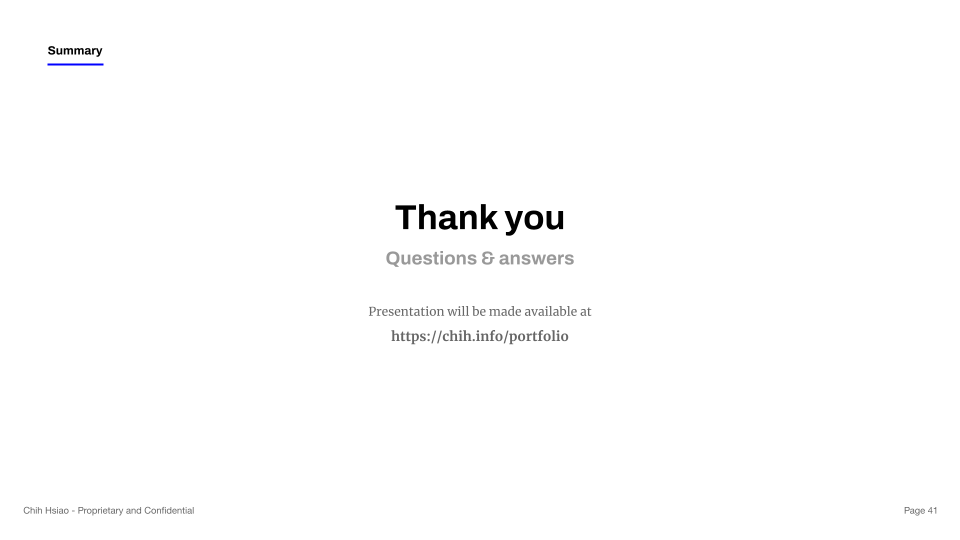 Summary
Thank you
Questions & answers
Presentation will be made available at
https://chih.info/portfolio
Chih Hsiao - Proprietary and Confidential
Page 41